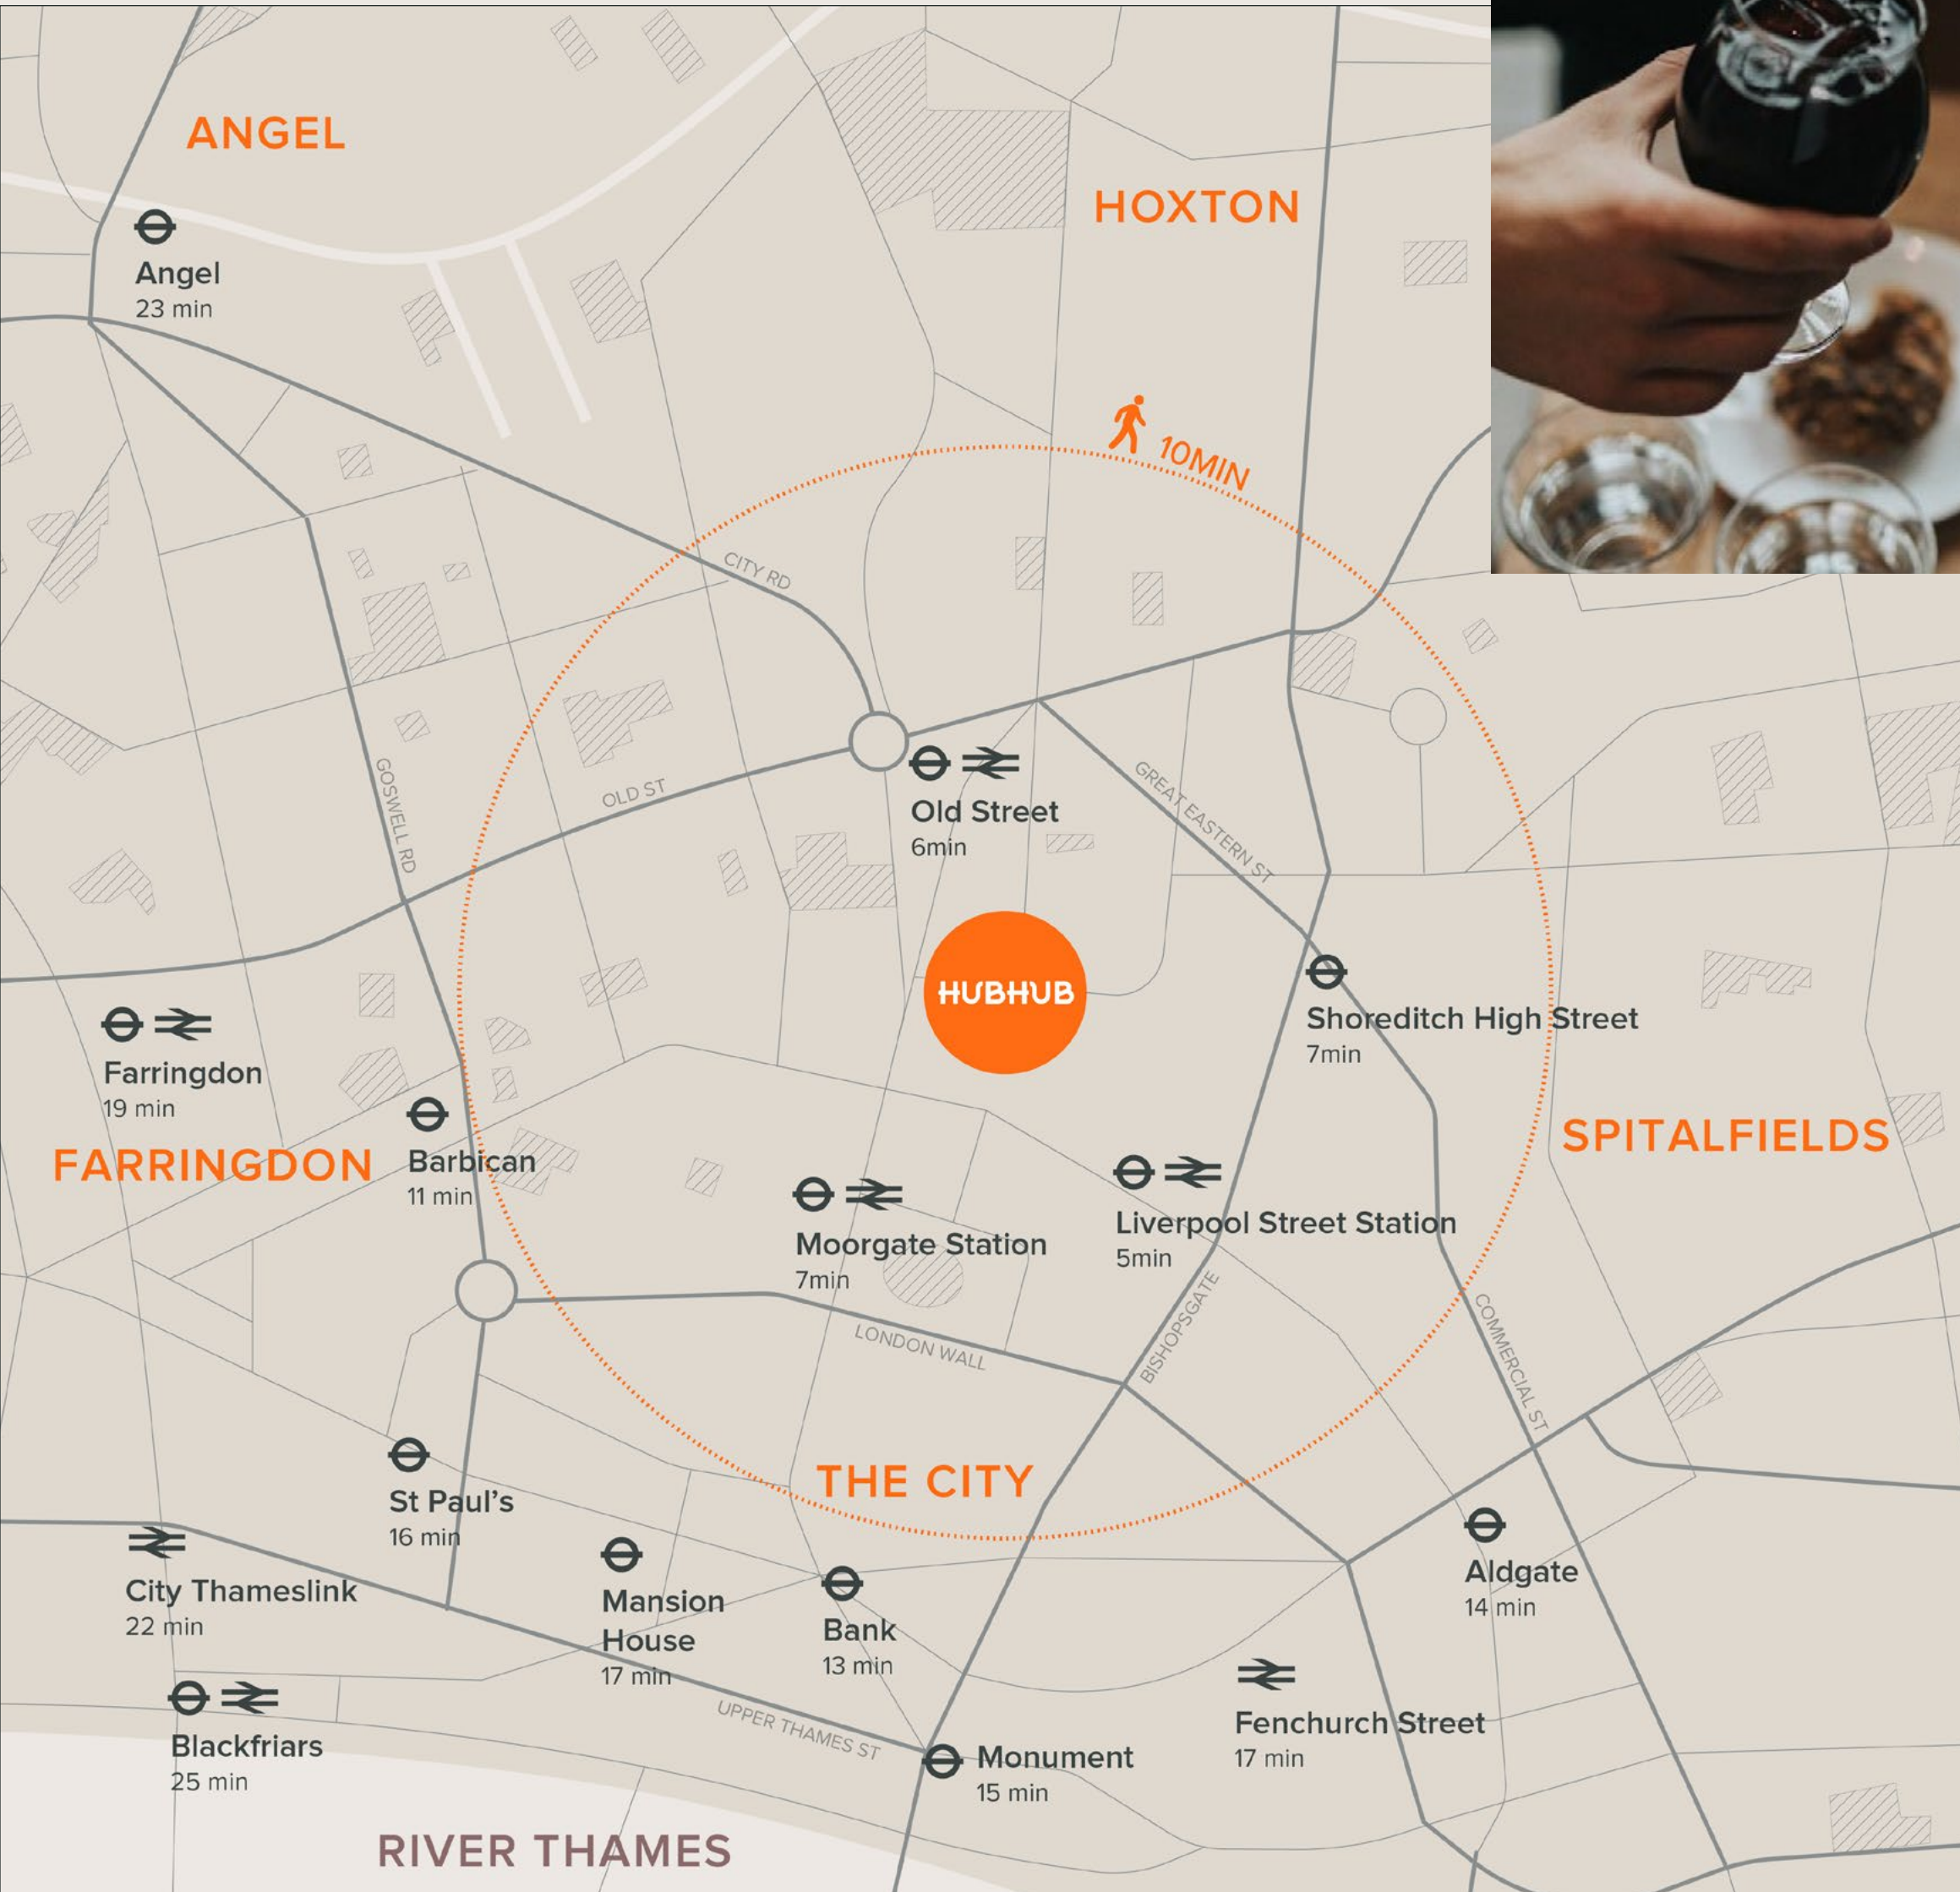 ANGEL
HOXTON
Angel
23 min
10MIN
CITY RD
GOSWELL RD
OLD ST
Old Street
6min
GREAT EASTERN ST
HUBHUB
Shoreditch High Street
7min
Farringdon
19 min
FARRINGDON
Barbican
11 min
SPITALFIELDS
Moorgate Station
7min
Liverpool Street Station
5min
LONDON WALL
BISHOPSGATE
COMMERCIAL ST
THE CITY
St Paul’s
16 min
City Thameslink
22 min
Mansion
House
17 min
Bank
13 min
Aldgate
14 min
Blackfriars
25 min
UPPER THAMES ST
Monument
15 min
Fenchurch Street
17 min
RIVER THAMES